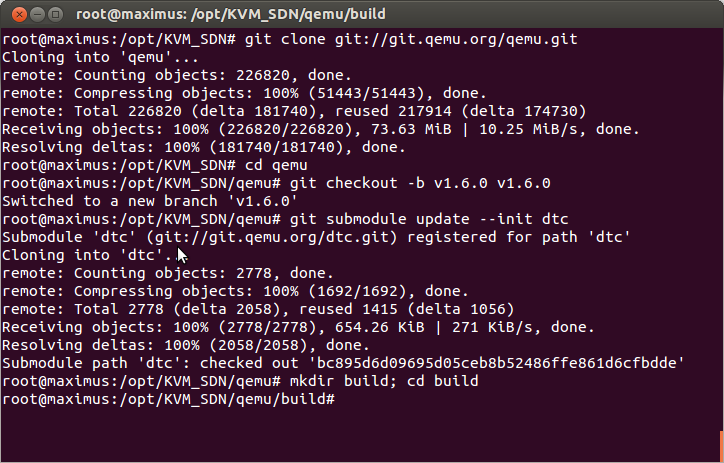 root@maximus: /opt/KVM_SDN/qemu/build
root@maximus:/opt/KVM_SDN# git clone git://git.qemu.org/qemu.git
Cloning into 'qemu'...
remote: Counting objects: 226820, done.
remote: Compressing objects: 100% (51443/51443), done.
remote: Total 226820 (delta 181740), reused 217914 (delta 174730)
Receiving objects: 100% (226820/226820), 73.63 MiB | 10.25 MiB/s, done.
Resolving deltas: 100% (181740/181740), done.
root@maximus:/opt/KVM_SDN# cd qemu
root@maximus:/opt/KVM_SDN/qemu# git checkout -b v1.6.0 v1.6.0
Switched to a new branch 'v1.6.0'
root@maximus:/opt/KVM_SDN/qemu# git submodule update --init dtc
Submodule 'dtc' (git://git.qemu.org/dtc.git) registered for path 'dtc'
Cloning into 'dtc'...
remote: Counting objects: 2778, done.
remote: Compressing objects: 100% (1692/1692), done.
remote: Total 2778 (delta 2058), reused 1415 (delta 1056)
Receiving objects: 100% (2778/2778), 654.26 KiB | 271 KiB/s, done.
Resolving deltas: 100% (2058/2058), done.
Submodule path 'dtc': checked out 'bc895d6d09695d05ceb8b52486ffe861d6cfbdde'
root@maximus:/opt/KVM_SDN/qemu# mkdir build; cd build
root@maximus:/opt/KVM_SDN/qemu/build#